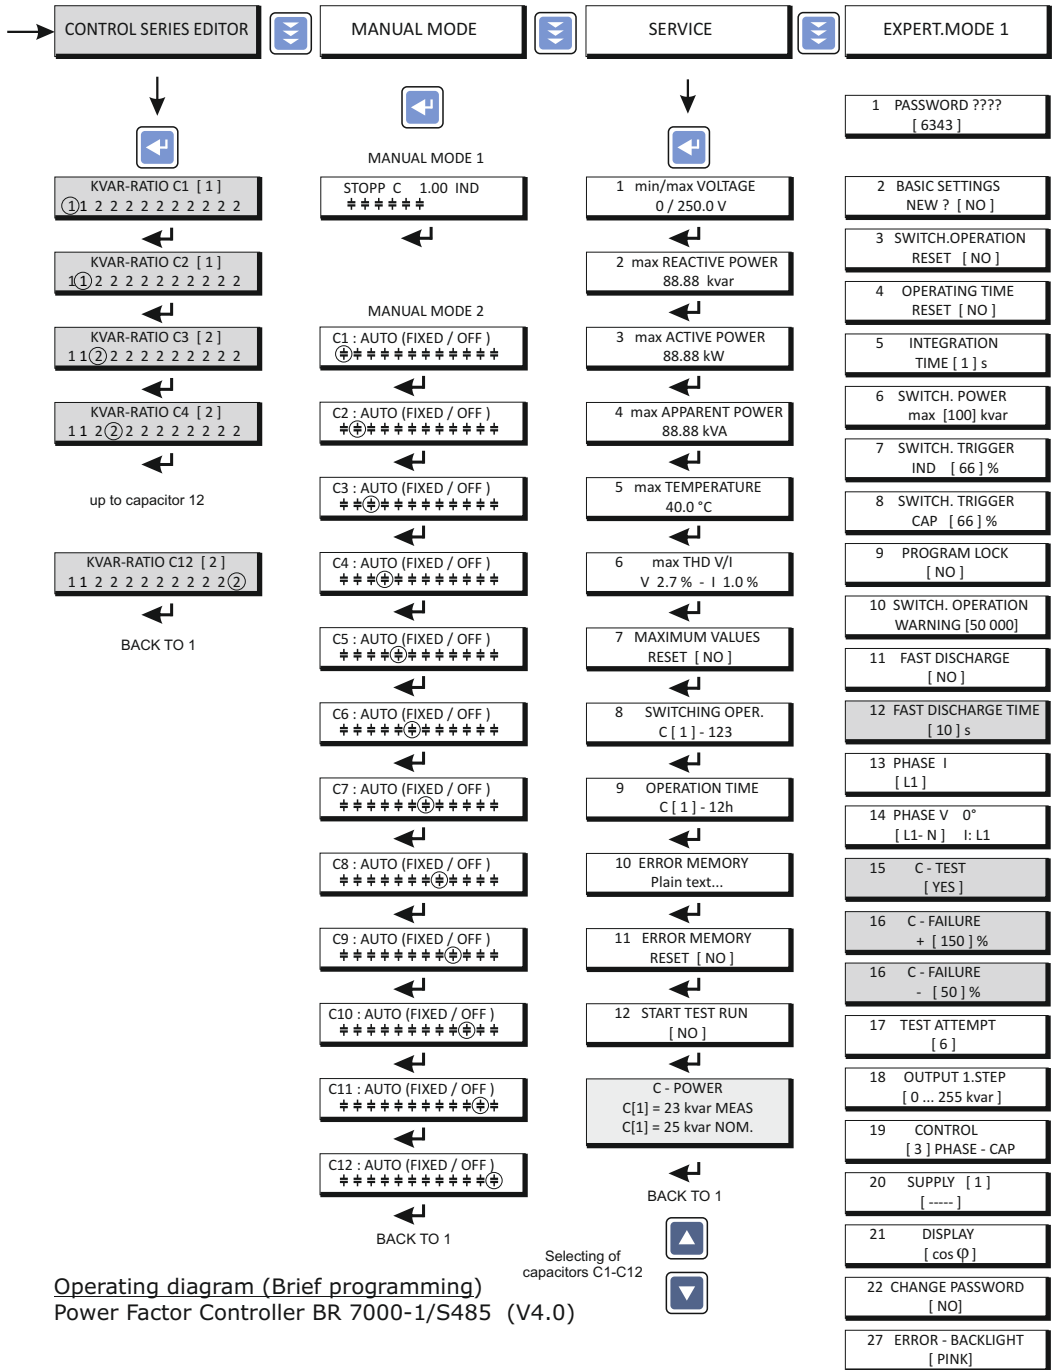 CONTROL SERIES EDITOR
KVAR-RATIO C1 [ 1 ]
1 1 2 2 2 2 2 2 2 2 2 2
KVAR-RATIO C2 [ 1 ]
1 1 2 2 2 2 2 2 2 2 2 2
KVAR-RATIO C3 [ 2 ]
1 1 2 2 2 2 2 2 2 2 2 2
KVAR-RATIO C4 [ 2 ]
1 1 2 2 2 2 2 2 2 2 2 2
up to capacitor 12
KVAR-RATIO C12 [ 2 ]
1 1 2 2 2 2 2 2 2 2 2 2
BACK TO 1
MANUAL MODE
MANUAL MODE 1
STOPP C 1.00 IND
MANUAL MODE 2
C1 : AUTO (FIXED / OFF )
C2 : AUTO (FIXED / OFF )
C3 : AUTO (FIXED / OFF )
C4 : AUTO (FIXED / OFF )
C5 : AUTO (FIXED / OFF )
C6 : AUTO (FIXED / OFF )
C7 : AUTO (FIXED / OFF )
C8 : AUTO (FIXED / OFF )
C9 : AUTO (FIXED / OFF )
C10 : AUTO (FIXED / OFF )
C11 : AUTO (FIXED / OFF )
C12 : AUTO (FIXED / OFF )
BACK TO 1
SERVICE
1 min/max VOLTAGE
0 / 250.0 V
2 max REACTIVE POWER
88.88 kvar
3 max ACTIVE POWER
88.88 kW
4 max APPARENT POWER
88.88 kVA
5 max TEMPERATURE
40.0 °C
6 max THD V/I
V 2.7 % - I 1.0 %
7 MAXIMUM VALUES
RESET [ NO ]
8 SWITCHING OPER.
C [ 1 ] - 123
9 OPERATION TIME
C [ 1 ] - 12h
10 ERROR MEMORY
Plain text...
11 ERROR MEMORY
RESET [ NO ]
12 START TEST RUN
[ NO ]
C - POWER
C[1] = 23 kvar MEAS
C[1] = 25 kvar NOM.
BACK TO 1
Selecting of
capacitors C1-C12
EXPERT.MODE 1
1 PASSWORD ????
[ 6343 ]
2 BASIC SETTINGS
NEW ? [ NO ]
3 SWITCH.OPERATION
RESET [ NO ]
4 OPERATING TIME
RESET [ NO ]
5 INTEGRATION
TIME [ 1 ] s
6 SWITCH. POWER
max [100] kvar
7 SWITCH. TRIGGER
IND [ 66 ] %
8 SWITCH. TRIGGER
CAP [ 66 ] %
9 PROGRAM LOCK
[ NO ]
10 SWITCH. OPERATION
WARNING [50 000]
11 FAST DISCHARGE
[ NO ]
12 FAST DISCHARGE TIME
[ 10 ] s
13 PHASE I
[ L1 ]
14 PHASE V 0°
[ L1- N ] I: L1
15 C - TEST
[ YES ]
16 C - FAILURE
+ [ 150 ] %
16 C - FAILURE
- [ 50 ] %
17 TEST ATTEMPT
[ 6 ]
18 OUTPUT 1.STEP
[ 0 ... 255 kvar ]
19 CONTROL
[ 3 ] PHASE - CAP
20 SUPPLY [ 1 ]
[ ----- ]
21 DISPLAY
[ cos φ ]
22 CHANGE PASSWORD
[ NO]
27 ERROR - BACKLIGHT
[ PINK]
Operating diagram (Brief programming)
Power Factor Controller BR 7000-1/S485 (V4.0)